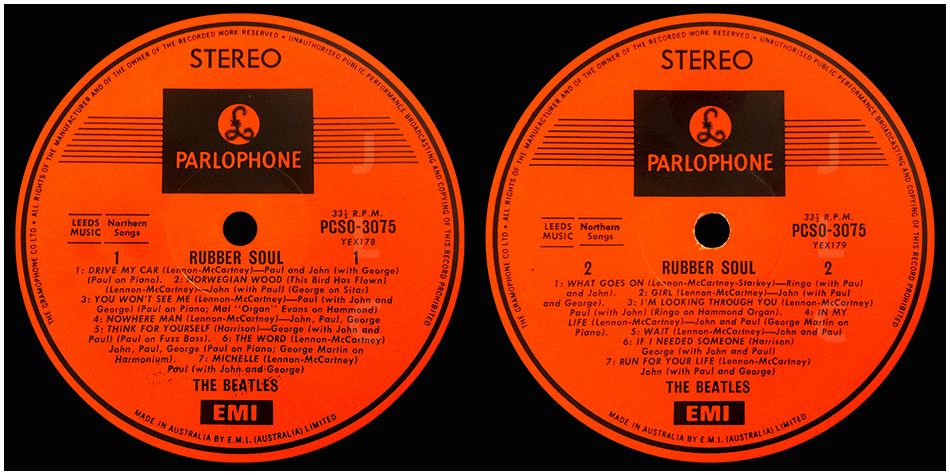 THE GRAMOPHONE CO LTD • ALL RIGHTS OF THE MANUFACTURER AND OF THE OWNER OF THE RECORDED WORK RESERVED • UNAUTHORISED PUBLIC PERFORMANCE BROADCASTING AND COPYING OF THIS RECORD PROHIBITED
STEREO
£
PARLOPHONE
LEEDS MUSIC
Northern Songs
33⅓ R.P.M.
PCSO-3075
YEX178
1 RUBBER SOUL 1
1: DRIVE MY CAR (Lennon-McCartney)—Paul and John (with George)
(Paul on Piano). 2: NORWEGIAN WOOD (This Bird Has Flown)
(Lennon-McCartney)—John (with Paul) (George on Sitar)
3: YOU WON'T SEE ME (Lennon-McCartney)—Paul (with John and
George) (Paul on Piano; Mal "Organ" Evans on Hammond)
4: NOWHERE MAN (Lennon-McCartney)—John, Paul, George
5: THINK FOR YOURSELF (Harrison)—George (with John and
Paul) (Paul on Fuzz Bass). 6: THE WORD (Lennon-McCartney)
John, Paul, George (Paul on Piano; George Martin on
Harmonium). 7: MICHELLE (Lennon-McCartney)
Paul (with John and George)
THE BEATLES
EMI
MADE IN AUSTRALIA BY E.M.I. (AUSTRALIA) LIMITED
THE GRAMOPHONE CO LTD • ALL RIGHTS OF THE MANUFACTURER AND OF THE OWNER OF THE RECORDED WORK RESERVED • UNAUTHORISED PUBLIC PERFORMANCE BROADCASTING AND COPYING OF THIS RECORD PROHIBITED
STEREO
£
PARLOPHONE
LEEDS MUSIC
Northern Songs
33⅓ R.P.M.
PCSO-3075
YEX179
2 RUBBER SOUL 2
1: WHAT GOES ON (Lennon-McCartney-Starkey)—Ringo (with Paul
and John). 2: GIRL (Lennon-McCartney)—John (with Paul
and George). 3: I'M LOOKING THROUGH YOU (Lennon-McCartney)
Paul (with John) (Ringo on Hammond Organ). 4: IN MY
LIFE (Lennon-McCartney)—John and Paul (George Martin on
Piano). 5: WAIT (Lennon-McCartney)—John and Paul
6: IF I NEEDED SOMEONE (Harrison)
George (with John and Paul)
7: RUN FOR YOUR LIFE (Lennon-McCartney)
John (with Paul and George)
THE BEATLES
EMI
MADE IN AUSTRALIA BY E.M.I. (AUSTRALIA) LIMITED